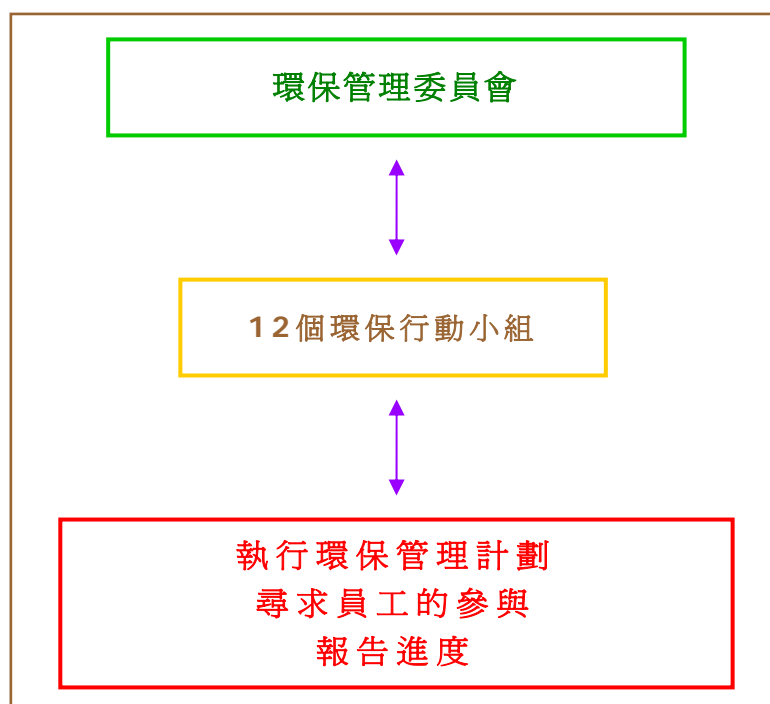 環保管理委員會
12個環保行動小組
執行環保管理計劃
尋求員工的參與
報告進度